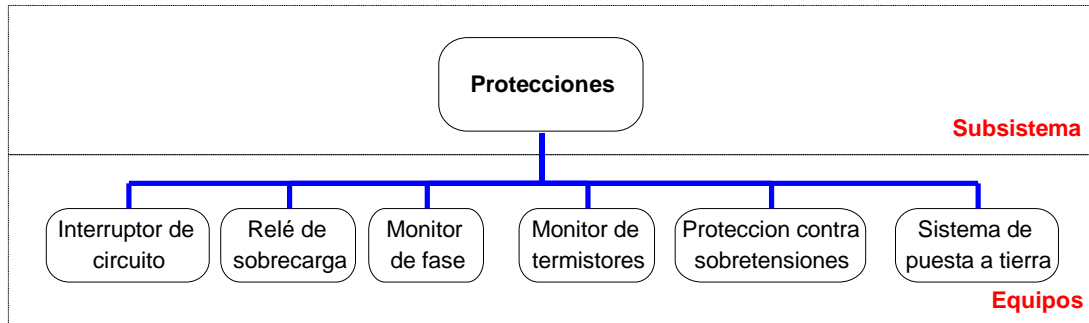 Protecciones
Subsistema
Interruptor de
circuito
Relé de
sobrecarga
Monitor
de fase
Monitor de
termistores
Proteccion contra
sobretensiones
Sistema de
puesta a tierra
Equipos